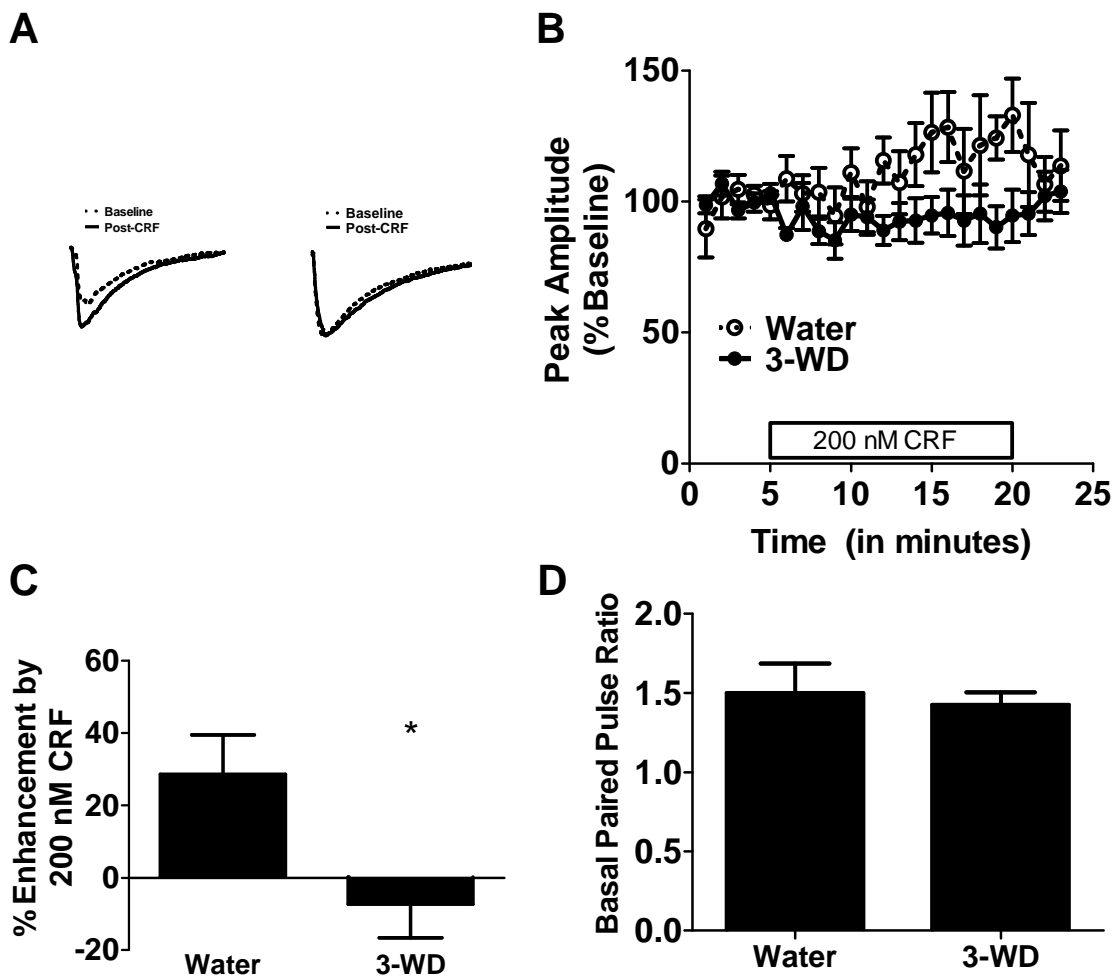 A
Baseline
Post-CRF
Baseline
Post-CRF
B
150
100
50
0
Peak Amplitude
(%Baseline)
Water
3-WD
200 nM CRF
0
5
10
15
20
25
Time (in minutes)
C
60
40
20
0
-20
%Enhancement by
200 nM CRF
*
Water
3-WD
D
2.0
1.5
1.0
0.5
0.0
Basal Paired Pulse Ratio
Water
3-WD